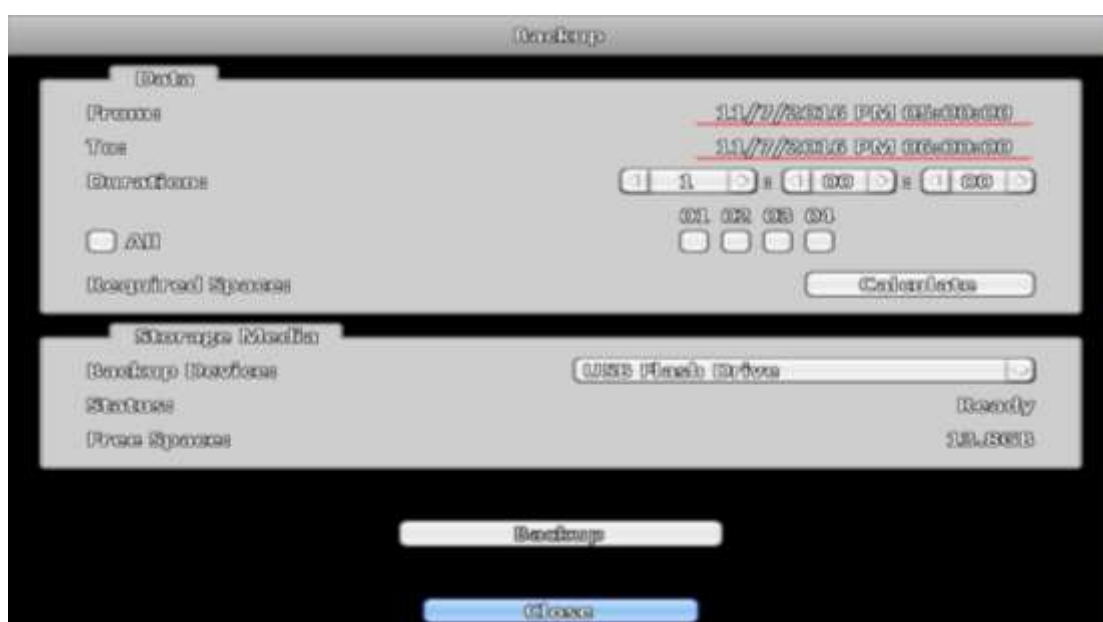 Backup
Data
From: 11/7/2016 PM 05:00:00
To: 11/7/2016 PM 06:00:00
Duration: 1 : 00 : 00
01 02 03 04
All
Required Space: Calculate
Storage Media
Backup Device: USB Flash Drive
Status: Ready
Free Space: 13.8GB
Backup
Close